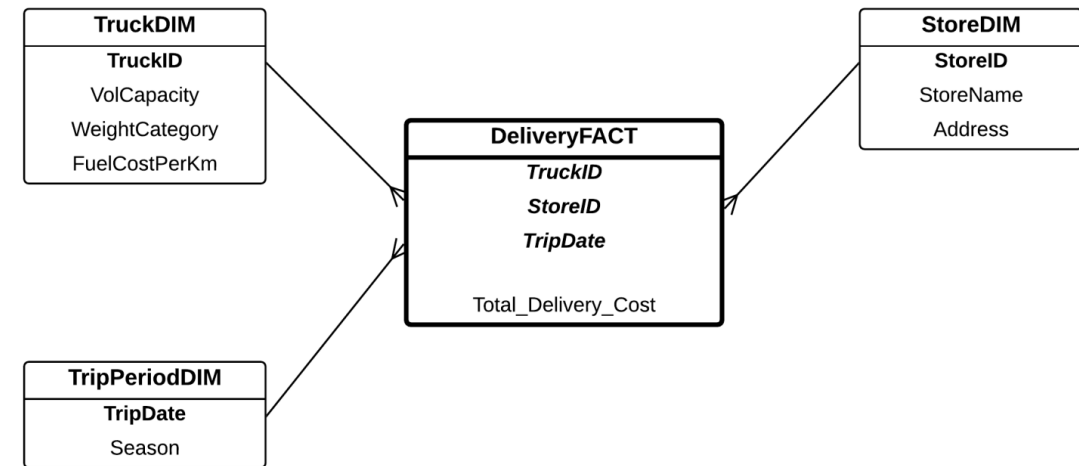 TruckDIM
TruckID
VolCapacity
WeightCategory
FuelCostPerKm
StoreDIM
StoreID
StoreName
Address
DeliveryFACT
TruckID
StoreID
TripDate
Total_Delivery_Cost
TripPeriodDIM
TripDate
Season